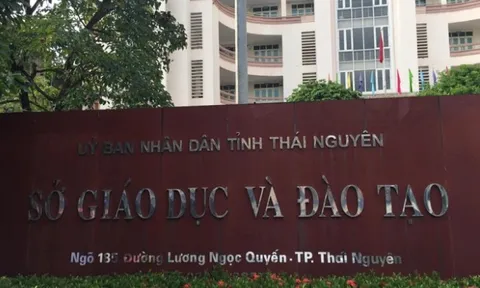 ỦY BAN NHÂN DÂN TỈNH THÁI NGUYÊN
SỞ GIÁO DỤC VÀ ĐÀO TẠO
Ngõ 185 Đường Lương Ngọc Quyến - TP. Thái Nguyên